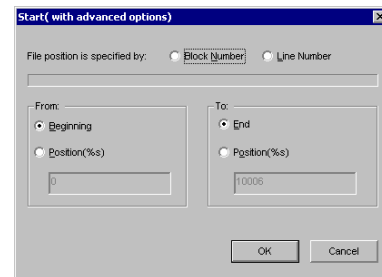 Start( with advanced options)
File position is specified by: Block Number Line Number
From: To:
Beginning End
Position(%s) Position(%s)
0 10006
OK Cancel